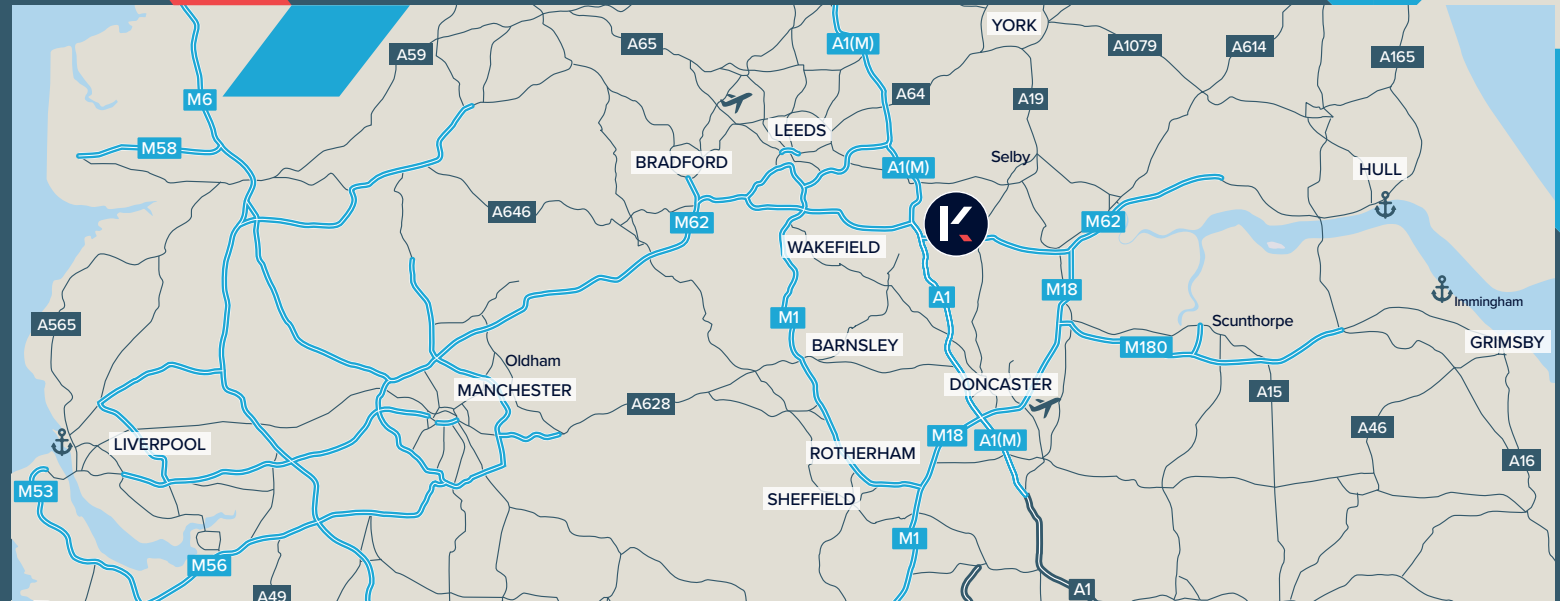 YORK
A1(M)
A65
A1079
A614
A59
A165
A64
M6
A19
LEEDS
M58
Selby
BRADFORD
A1(M)
HULL
A646
M62
M62
K
WAKEFIELD
M18
A1
Immingham
M1
A565
Scunthorpe
GRIMSBY
BARNSLEY
M180
Oldham
DONCASTER
MANCHESTER
A15
A628
A46
M18
A1(M)
LIVERPOOL
ROTHERHAM
A16
M53
SHEFFIELD
M1
M56
A1
A49